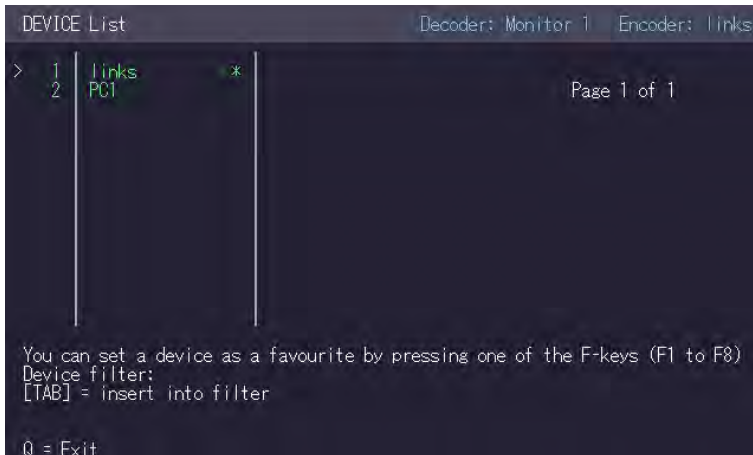 DEVICE List Decoder: Monitor 1 Encoder: links
> 1 links *
2 PC1 Page 1 of 1
You can set a device as a favourite by pressing one of the F-keys (F1 to F8)
Device filter:
[TAB] = insert into filter
Q = Exit